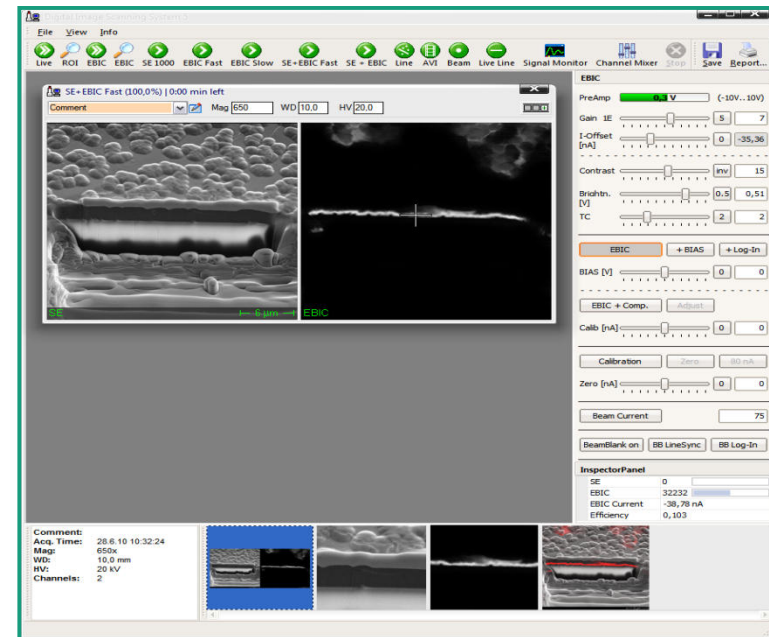 Digital Image Scanning System 5
File View Info
Live ROI EBIC EBIC SE 1000 EBIC Fast EBIC Slow SE+EBIC Fast SE + EBIC Line AVI Beam Live Line Signal Monitor Channel Mixer Stop Save Report...
SE+EBIC Fast (100,0%) | 0:00 min left
Comment Mag 650 WD 10,0 HV 20,0
SE 6 µm EBIC
EBIC
PreAmp 0,3 V (-10V..10V)
Gain 1E 5 7
I-Offset [nA] 0 -35,36
Contrast inv 15
Brightn. [V] 0.5 0,51
TC 2 2
EBIC + BIAS + Log-In
BIAS [V] 0 0
EBIC + Comp. Adjust
Calib [nA] 0 0
Calibration Zero 80 nA
Zero [nA] 0 0
Beam Current 75
BeamBlank on BB LineSync BB Log-In
InspectorPanel
SE 0
EBIC 32232
EBIC Current -38,78 nA
Efficiency 0,103
Comment:
Acq. Time: 28.6.10 10:32:24
Mag: 650x
WD: 10,0 mm
HV: 20 kV
Channels: 2